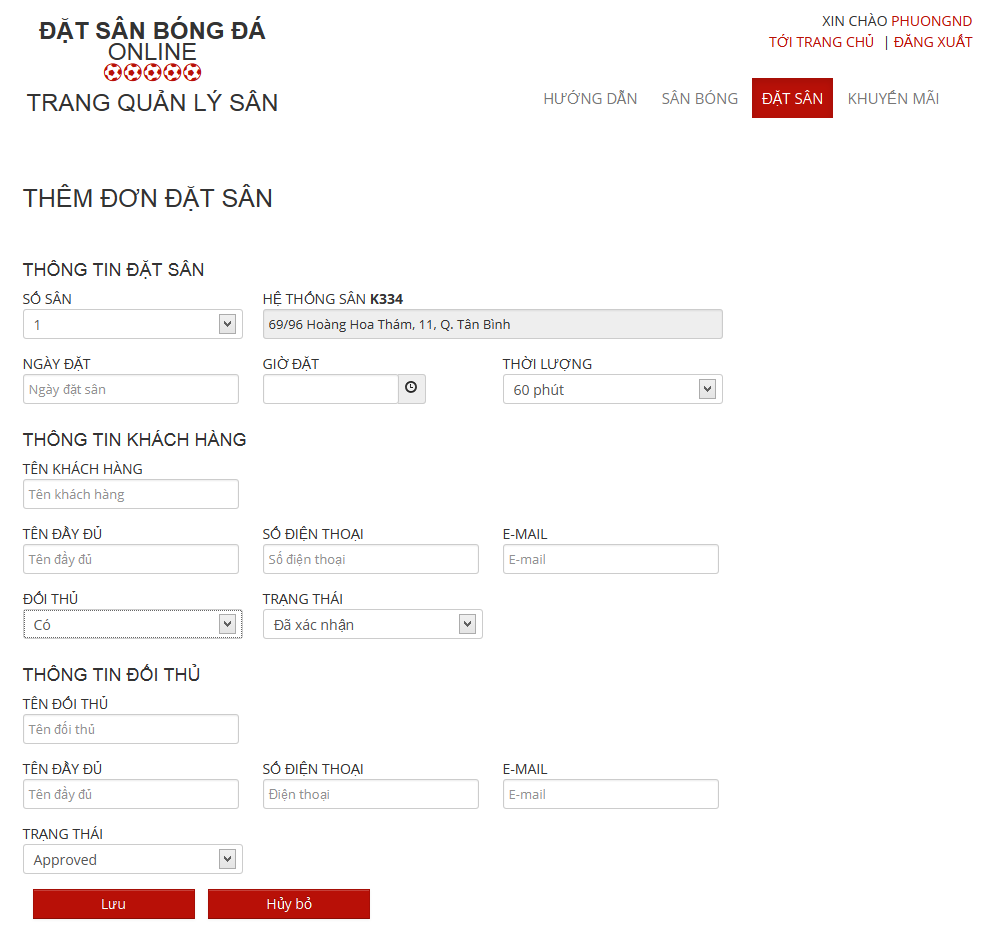 ĐẶT SÂN BÓNG ĐÁ
ONLINE
TRANG QUẢN LÝ SÂN
XIN CHÀO PHUONGND
TỚI TRANG CHỦ | ĐĂNG XUẤT
HƯỚNG DẪN SÂN BÓNG ĐẶT SÂN KHUYẾN MÃI
THÊM ĐƠN ĐẶT SÂN
THÔNG TIN ĐẶT SÂN
SỐ SÂN HỆ THỐNG SÂN K334
1 69/96 Hoàng Hoa Thám, 11, Q. Tân Bình
NGÀY ĐẶT GIỜ ĐẶT THỜI LƯỢNG
Ngày đặt sân 60 phút
THÔNG TIN KHÁCH HÀNG
TÊN KHÁCH HÀNG
Tên khách hàng
TÊN ĐẦY ĐỦ SỐ ĐIỆN THOẠI E-MAIL
Tên đầy đủ Số điện thoại E-mail
ĐỐI THỦ TRẠNG THÁI
Có Đã xác nhận
THÔNG TIN ĐỐI THỦ
TÊN ĐỐI THỦ
Tên đối thủ
TÊN ĐẦY ĐỦ SỐ ĐIỆN THOẠI E-MAIL
Tên đầy đủ Điện thoại E-mail
TRẠNG THÁI
Approved
Lưu Hủy bỏ